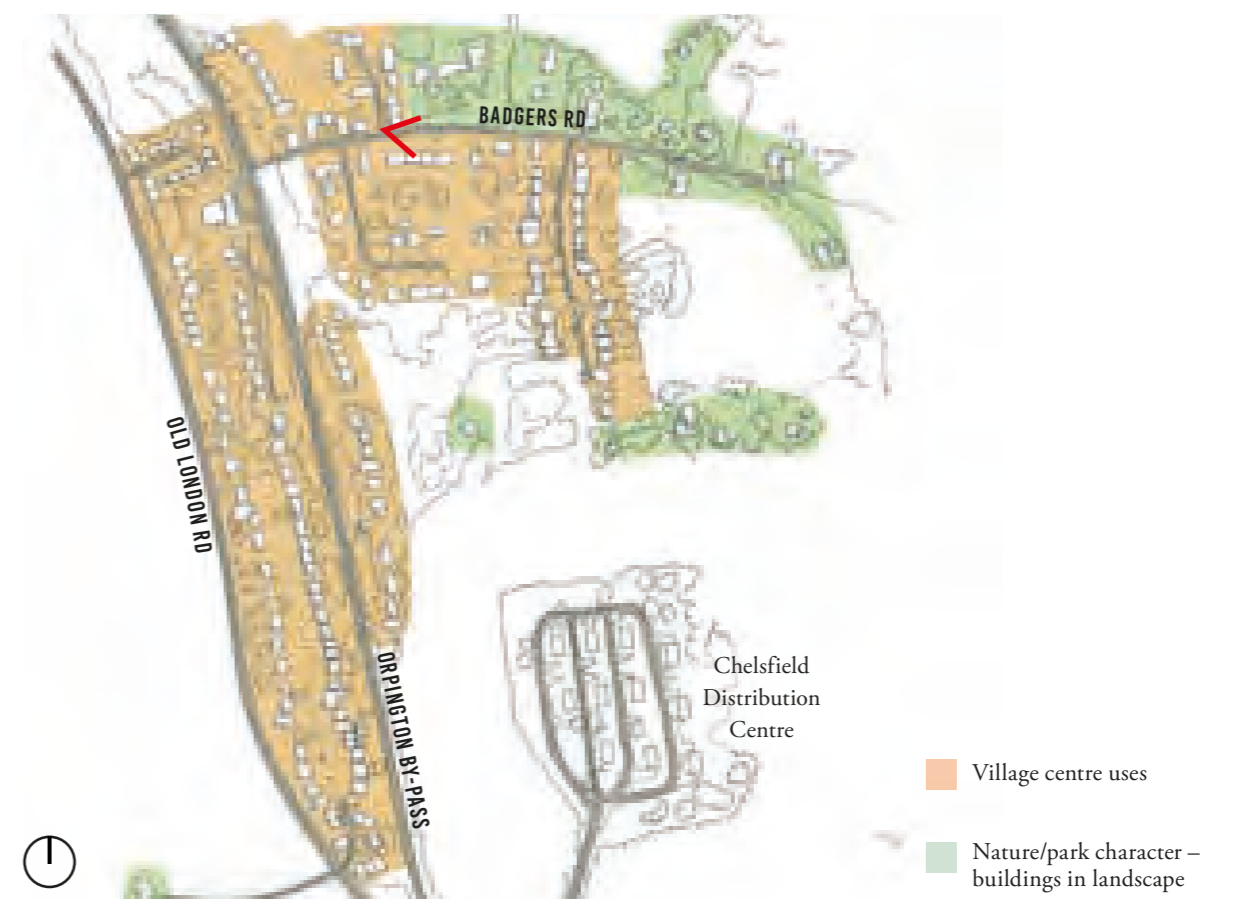 BADGERS RD
OLD LONDON RD
ORPINGTON BY-PASS
Chelsfield
Distribution
Centre
Village centre uses
Nature/park character –
buildings in landscape